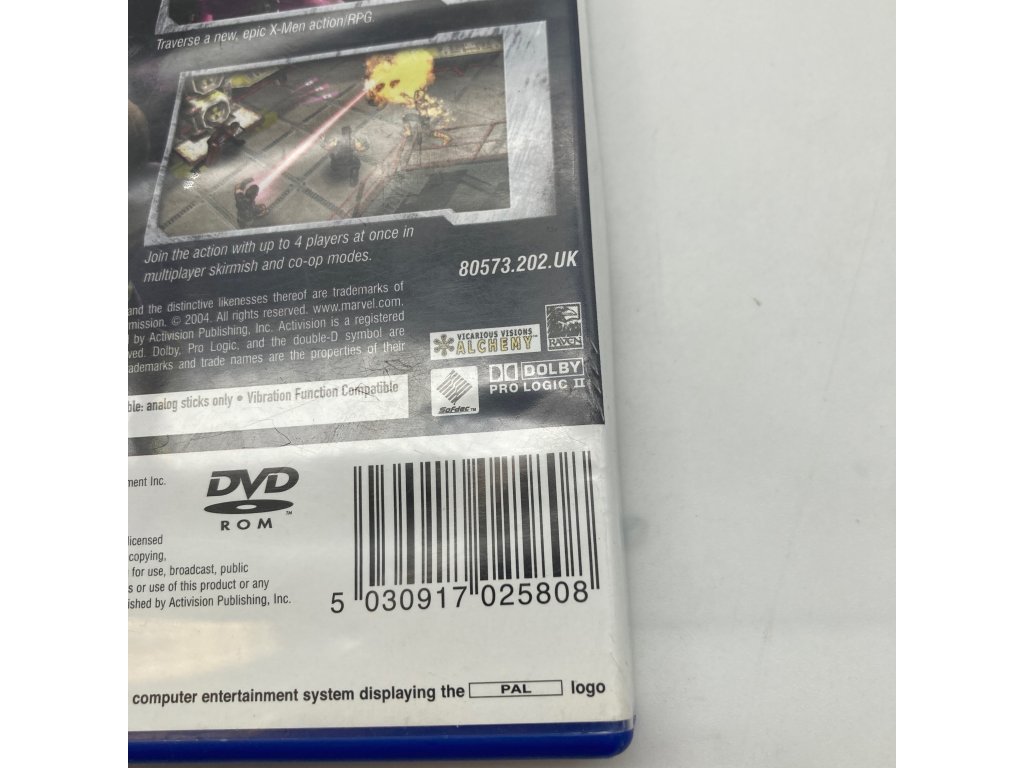 Traverse a new, epic X-Men action/RPG.
Join the action with up to 4 players at once in
multiplayer skirmish and co-op modes.
80573.202.UK
and the distinctive likenesses thereof are trademarks of
mission. © 2004. All rights reserved. www.marvel.com.
by Activision Publishing, Inc. Activision is a registered
ved. Dolby, Pro Logic, and the double-D symbol are
ademarks and trade names are the properties of their
VICARIOUS VISIONS
ALCHEMY™
RAVEN
Sofdec™
DOLBY
PRO LOGIC II
ble: analog sticks only • Vibration Function Compatible
ment Inc.
DVD
ROM™
licensed
copying,
for use, broadcast, public
s or use of this product or any
ished by Activision Publishing, Inc.
5 030917 025808
computer entertainment system displaying the PAL logo